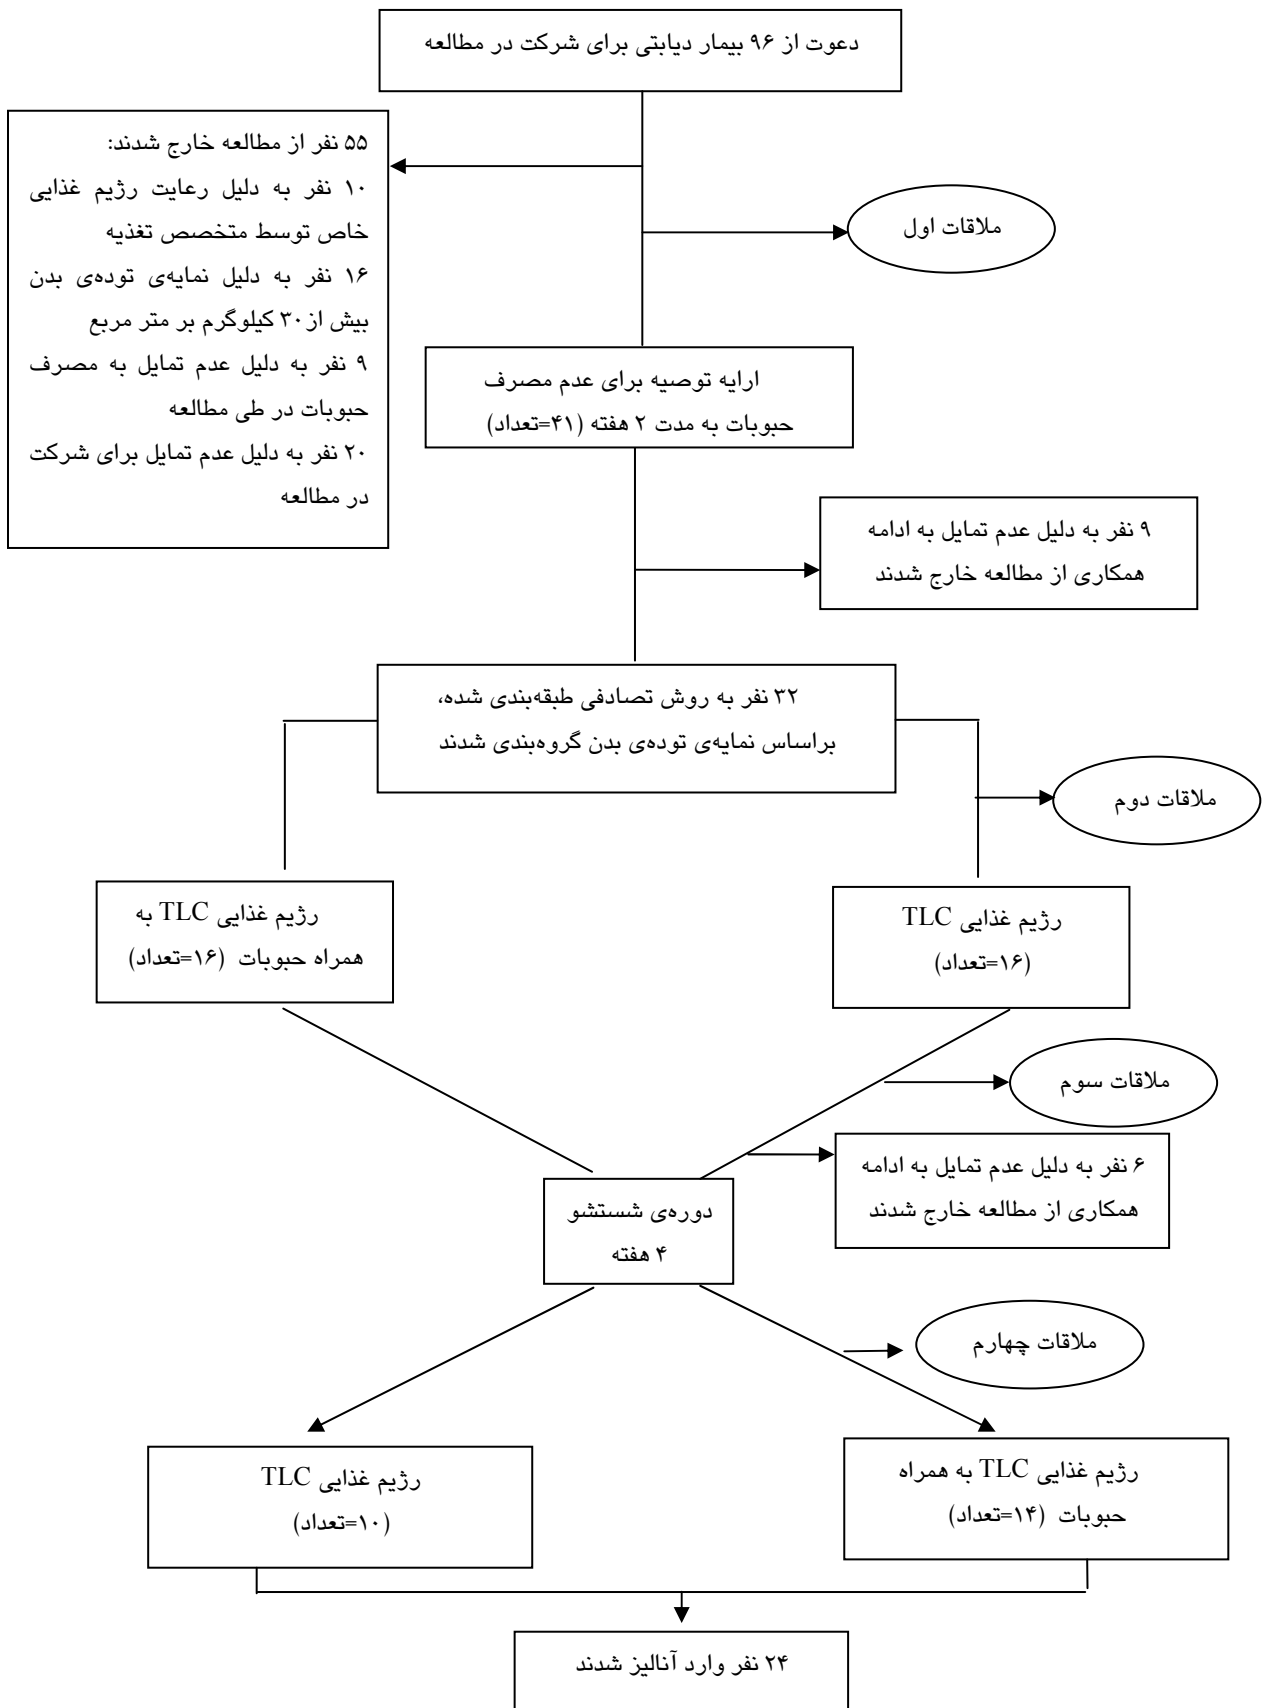 دعوت از ۹۶ بیمار دیابتی برای شرکت در مطالعه
۵۵ نفر از مطالعه خارج شدند:
۱۰ نفر به دلیل رعایت رژیم غذایی
خاص توسط متخصص تغذیه
۱۶ نفر به دلیل نمایه‌ی توده‌ی بدن
بیش از۳۰ کیلوگرم بر متر مربع
۹ نفر به دلیل عدم تمایل به مصرف
حبوبات در طی مطالعه
۲۰ نفر به دلیل عدم تمایل برای شرکت
در مطالعه
ملاقات اول
ارایه توصیه برای عدم مصرف
حبوبات به مدت ۲ هفته (۴۱=تعداد)
۹ نفر به دلیل عدم تمایل به ادامه
همکاری از مطالعه خارج شدند
۳۲ نفر به روش تصادفی طبقه‌بندی شده،
براساس نمایه‌ی توده‌ی بدن گروه‌بندی شدند
ملاقات دوم
رژیم غذایی TLC
(۱۶=تعداد)
رژیم غذایی TLC به
همراه حبوبات (۱۶=تعداد)
ملاقات سوم
۶ نفر به دلیل عدم تمایل به ادامه
همکاری از مطالعه خارج شدند
دوره‌ی شستشو
۴ هفته
ملاقات چهارم
رژیم غذایی TLC به همراه
حبوبات (۱۴=تعداد)
رژیم غذایی TLC
(۱۰=تعداد)
۲۴ نفر وارد آنالیز شدند